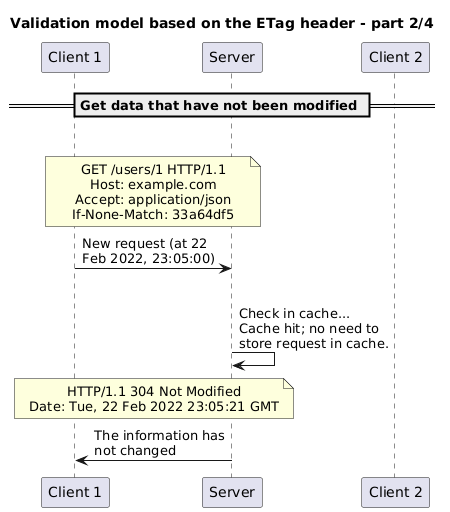 Validation model based on the ETag header - part 2/4
Client 1 Server Client 2
Get data that have not been modified
GET /users/1 HTTP/1.1
Host: example.com
Accept: application/json
If-None-Match: 33a64df5
New request (at 22
Feb 2022, 23:05:00)
Check in cache...
Cache hit; no need to
store request in cache.
HTTP/1.1 304 Not Modified
Date: Tue, 22 Feb 2022 23:05:21 GMT
The information has
not changed
Client 1 Server Client 2